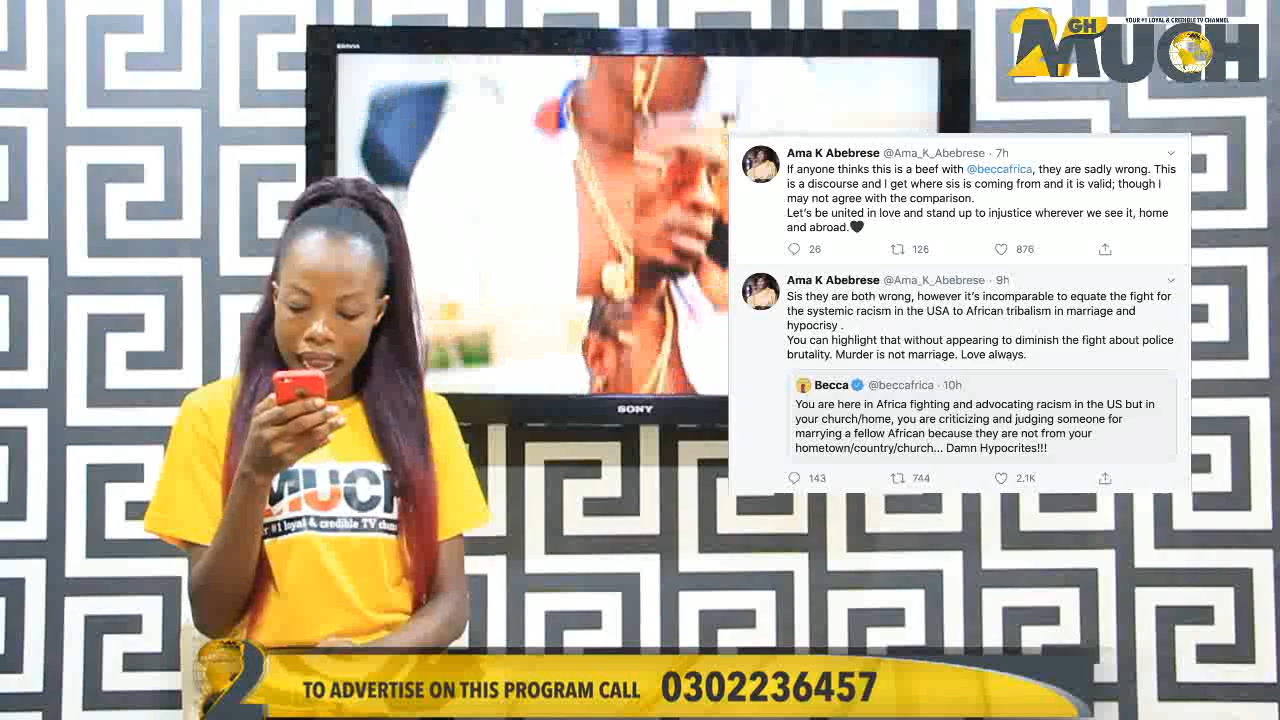 YOUR #1 LOYAL & CREDIBLE TV CHANNEL
2 GH
MUCH
Ama K Abebrese @Ama_K_Abebrese · 7h
If anyone thinks this is a beef with @beccafrica, they are sadly wrong. This
is a discourse and I get where sis is coming from and it is valid; though I
may not agree with the comparison.
Let's be united in love and stand up to injustice wherever we see it, home
and abroad.🖤
26 126 876
Ama K Abebrese @Ama_K_Abebrese · 9h
Sis they are both wrong, however it's incomparable to equate the fight for
the systemic racism in the USA to African tribalism in marriage and
hypocrisy .
You can highlight that without appearing to diminish the fight about police
brutality. Murder is not marriage. Love always.
Becca @beccafrica · 10h
You are here in Africa fighting and advocating racism in the US but in
your church/home, you are criticizing and judging someone for
marrying a fellow African because they are not from your
hometown/country/church... Damn Hypocrites!!!
143 744 2.1K
SONY
MUCH
#1 loyal & credible TV
2
TO ADVERTISE ON THIS PROGRAM CALL 0302236457